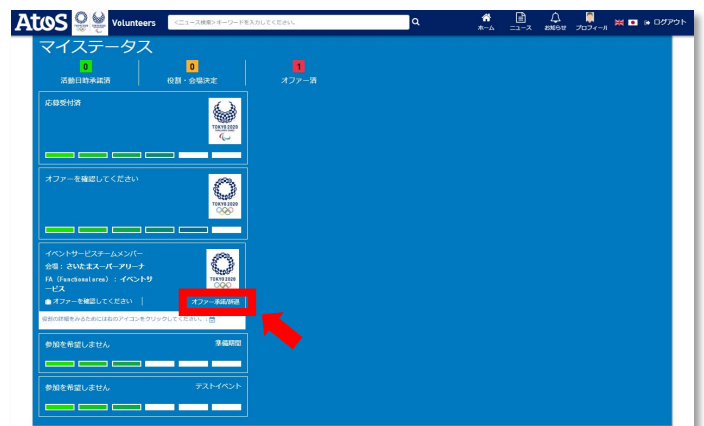 AtoS Volunteers
<ニュース検索>キーワードを入力してください。
ホーム
ニュース
お知らせ
プロフィール
ログアウト
マイステータス
0
0
1
活動日時承諾済
役割・会場決定
オファー済
応募受付済
TOKYO 2020
オファーを確認してください
TOKYO 2020
イベントサービスチームメンバー
会場：さいたまスーパーアリーナ
FA（Functional area）：イベントサ
ービス
TOKYO 2020
オファーを確認してください
オファー承諾/辞退
役割の詳細をみるためには右のアイコンをクリックしてください。:
参加を希望しません
準備期間
参加を希望しません
テストイベント